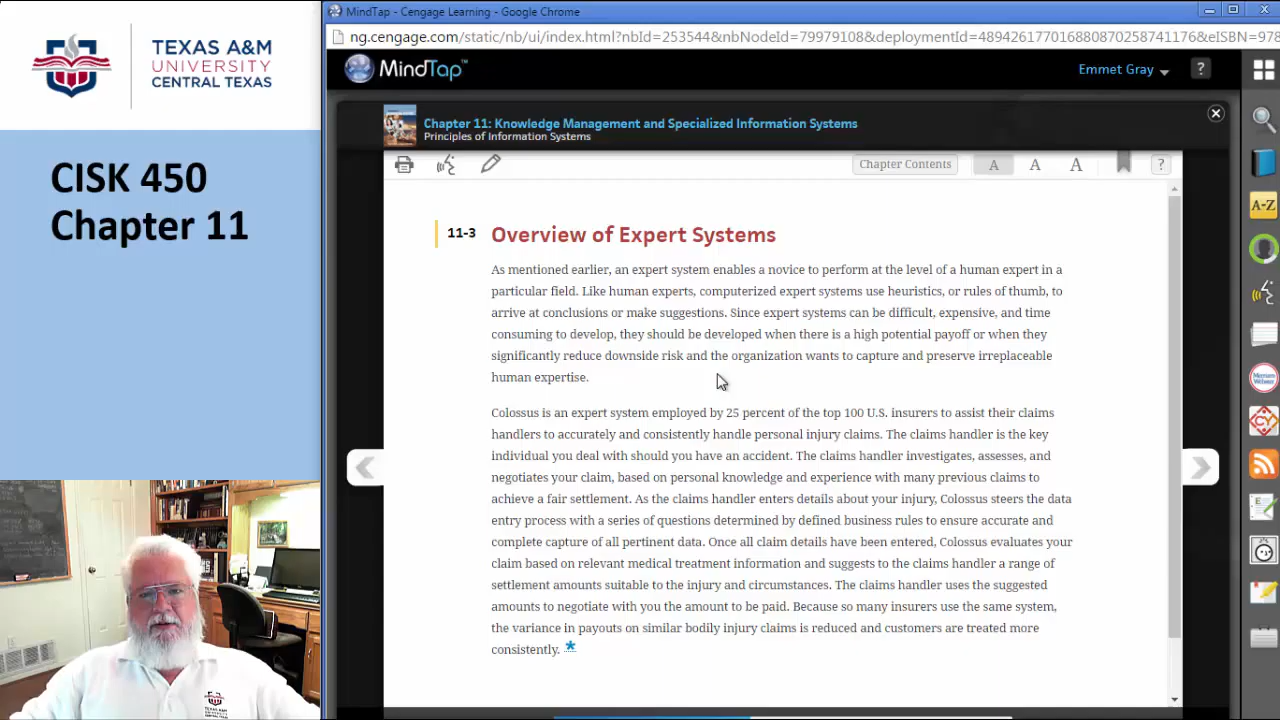 TEXAS A&M
UNIVERSITY
CENTRAL TEXAS
CISK 450
Chapter 11
MindTap - Cengage Learning - Google Chrome
ng.cengage.com/static/nb/ui/index.html?nbId=253544&nbNodeId=79979108&deploymentId=4894261770168808702587411176&eISBN=978
MindTap™
Emmet Gray
?
Chapter 11: Knowledge Management and Specialized Information Systems
Principles of Information Systems
Chapter Contents
A A A
?
11-3 Overview of Expert Systems
As mentioned earlier, an expert system enables a novice to perform at the level of a human expert in a
particular field. Like human experts, computerized expert systems use heuristics, or rules of thumb, to
arrive at conclusions or make suggestions. Since expert systems can be difficult, expensive, and time
consuming to develop, they should be developed when there is a high potential payoff or when they
significantly reduce downside risk and the organization wants to capture and preserve irreplaceable
human expertise.
Colossus is an expert system employed by 25 percent of the top 100 U.S. insurers to assist their claims
handlers to accurately and consistently handle personal injury claims. The claims handler is the key
individual you deal with should you have an accident. The claims handler investigates, assesses, and
negotiates your claim, based on personal knowledge and experience with many previous claims to
achieve a fair settlement. As the claims handler enters details about your injury, Colossus steers the data
entry process with a series of questions determined by defined business rules to ensure accurate and
complete capture of all pertinent data. Once all claim details have been entered, Colossus evaluates your
claim based on relevant medical treatment information and suggests to the claims handler a range of
settlement amounts suitable to the injury and circumstances. The claims handler uses the suggested
amounts to negotiate with you the amount to be paid. Because so many insurers use the same system,
the variance in payouts on similar bodily injury claims is reduced and customers are treated more
consistently. *
A-Z
Merriam
Webster
CY
TEXAS A&M
UNIVERSITY